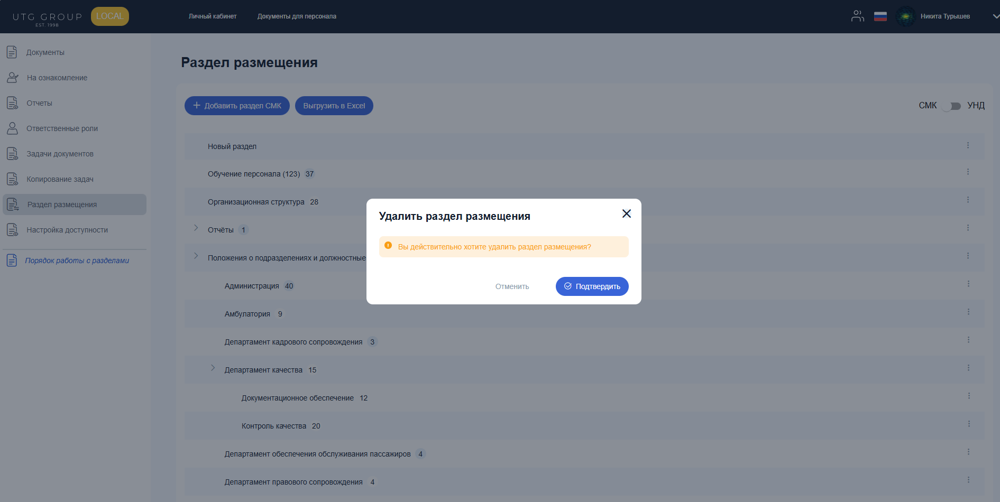 UTG GROUP
EST. 1998
LOCAL
Личный кабинет
Документы для персонала
Никита Турышев
Документы
На ознакомление
Отчеты
Ответственные роли
Задачи документов
Копирование задач
Раздел размещения
Настройка доступности
Порядок работы с разделами
Раздел размещения
Добавить раздел СМК
Выгрузить в Excel
СМК
УНД
Новый раздел
Обучение персонала (123) 37
Организационная структура 28
Отчёты 1
Положения о подразделениях и должностные
Администрация 40
Амбулатория 9
Департамент кадрового сопровождения 3
Департамент качества 15
Документационное обеспечение 12
Контроль качества 20
Департамент обеспечения обслуживания пассажиров 4
Департамент правового сопровождения 4
Удалить раздел размещения
Вы действительно хотите удалить раздел размещения?
Отменить
Подтвердить